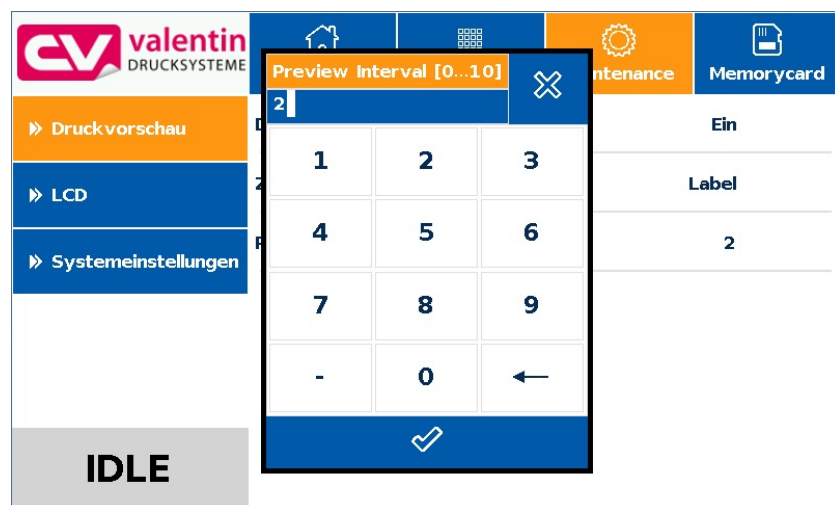 valentin
DRUCKSYSTEME
Memorycard
Preview Interval [0...10]
2
Druckvorschau
Ein
LCD
Label
Systemeinstellungen
2
1 2 3
4 5 6
7 8 9
- 0 ←
IDLE